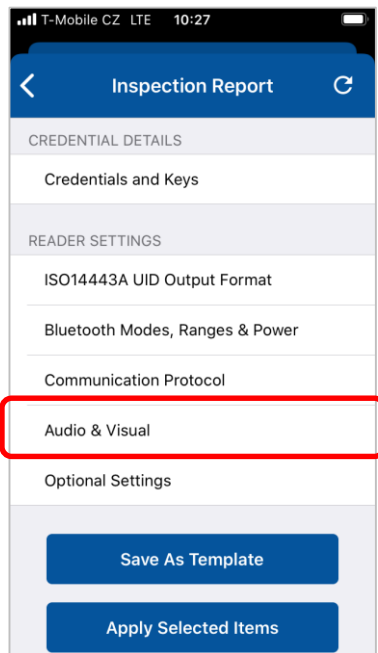 T-Mobile CZ LTE 10:27
Inspection Report
CREDENTIAL DETAILS
Credentials and Keys
READER SETTINGS
ISO14443A UID Output Format
Bluetooth Modes, Ranges & Power
Communication Protocol
Audio & Visual
Optional Settings
Save As Template
Apply Selected Items